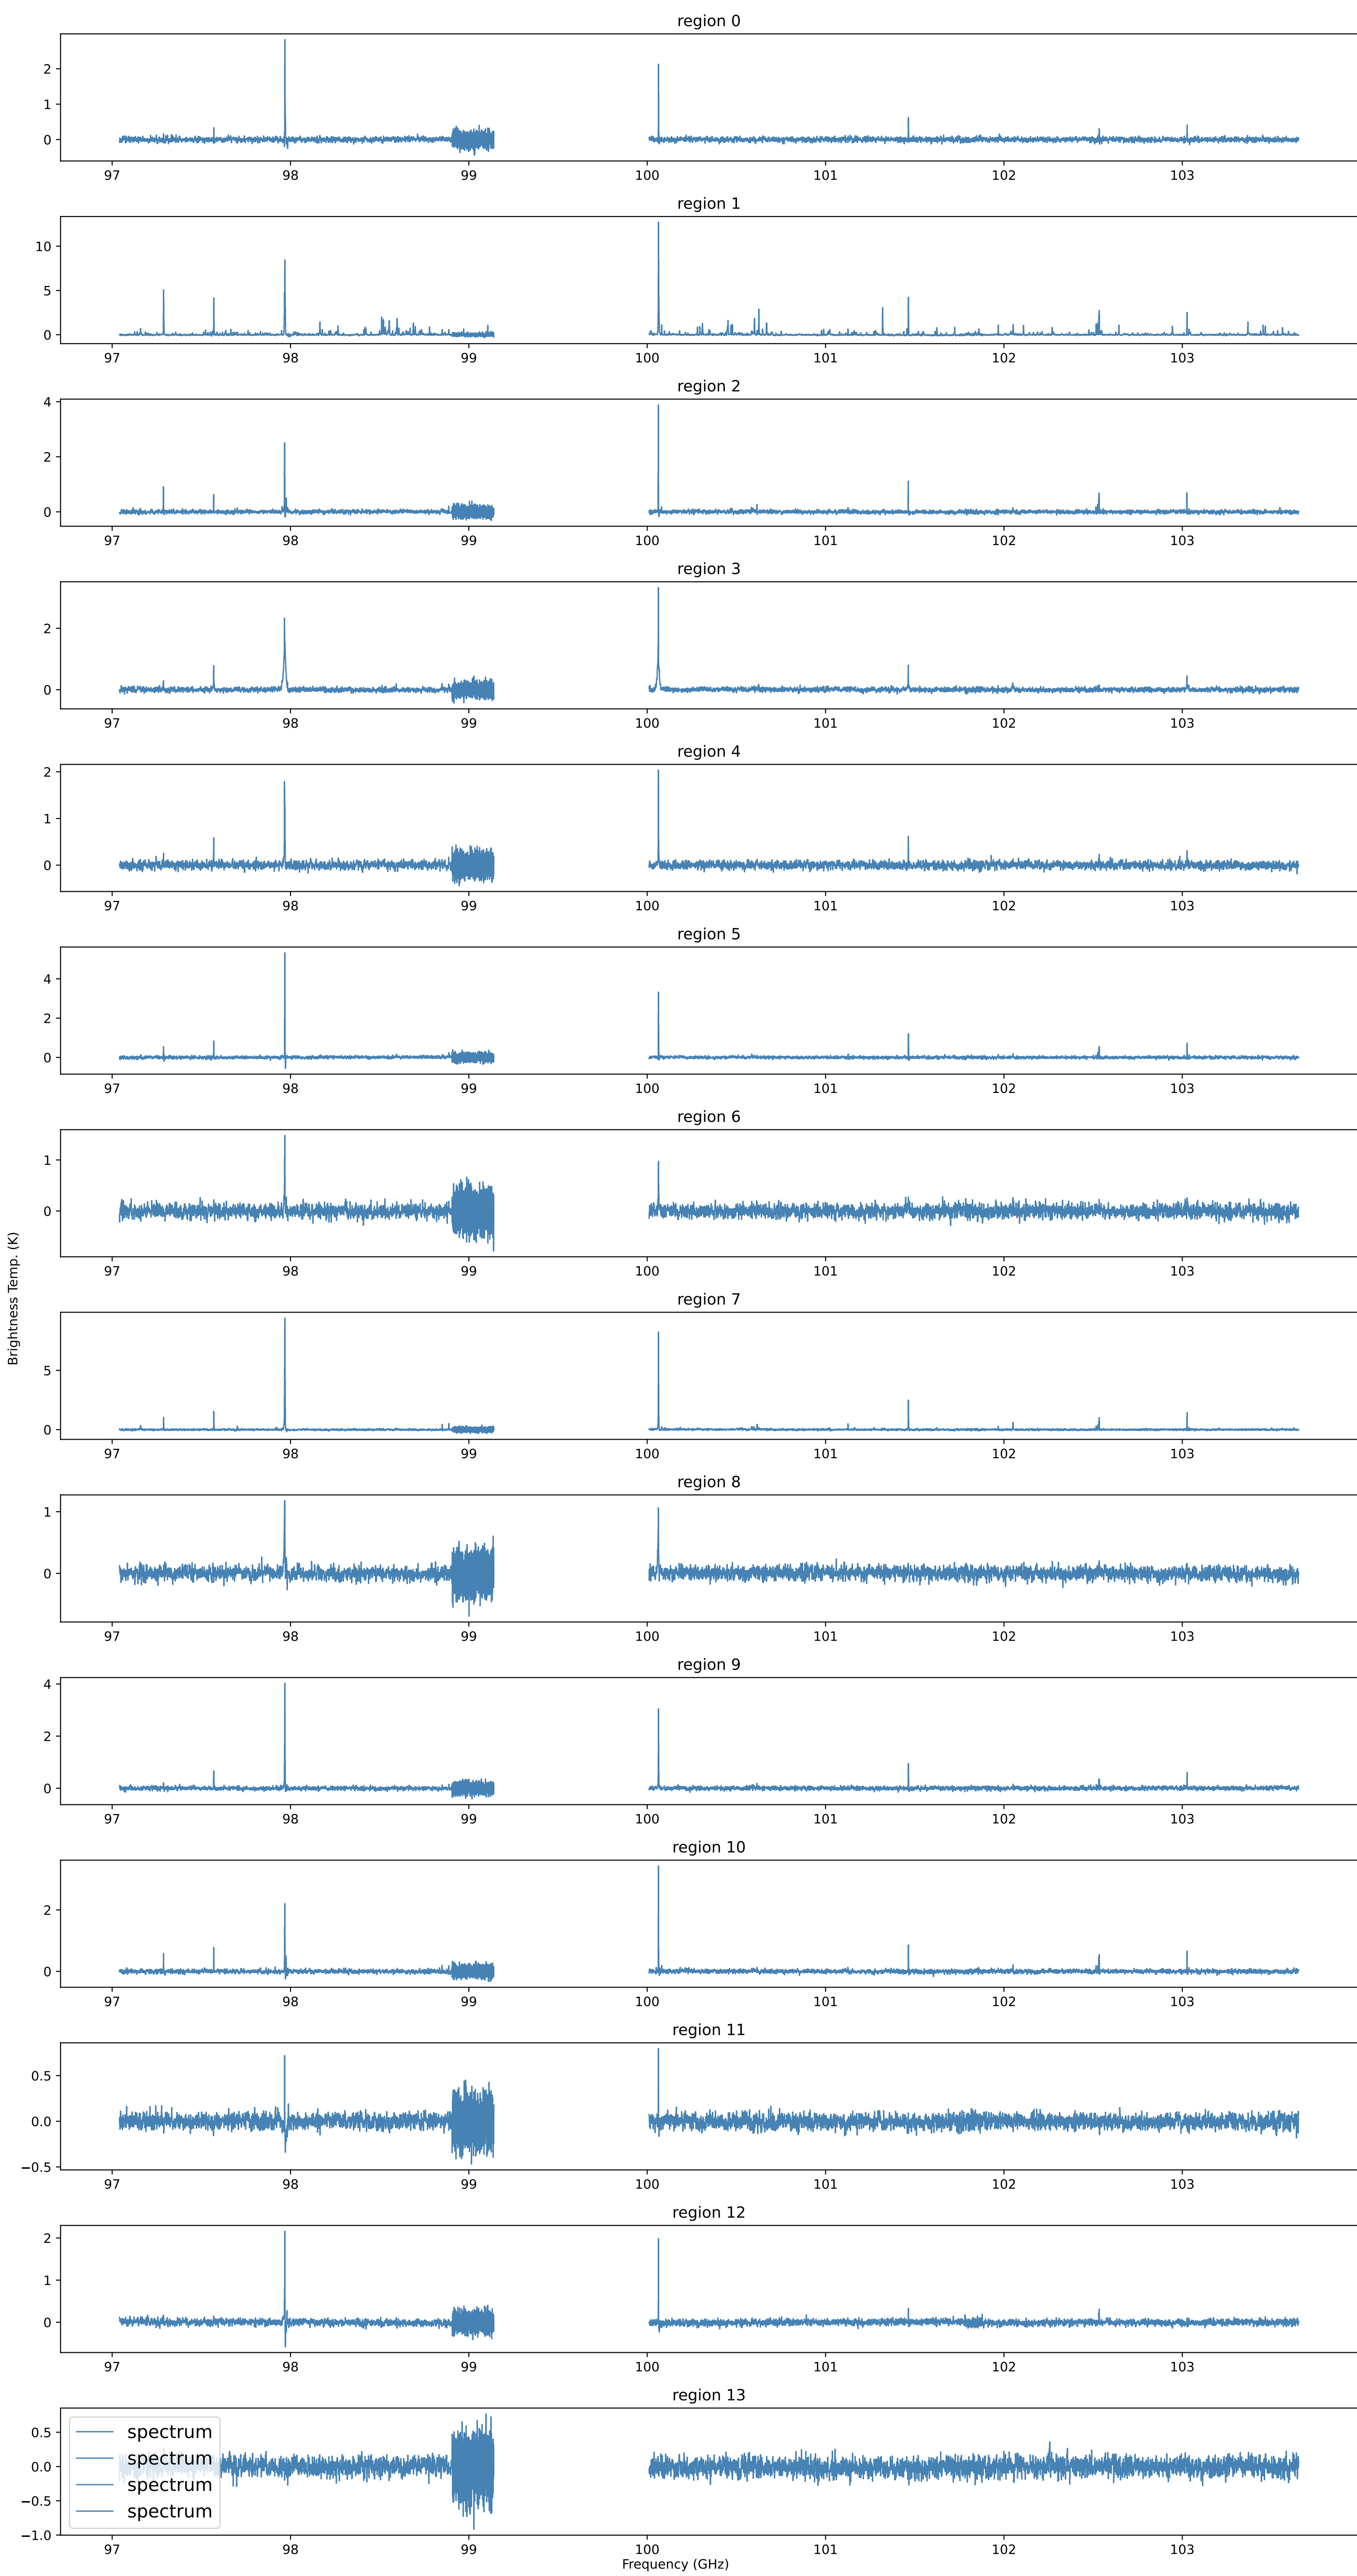 region 0
2
1
0
97 98 99 100 101 102 103
region 1
10
5
0
97 98 99 100 101 102 103
region 2
4
2
0
97 98 99 100 101 102 103
region 3
2
0
97 98 99 100 101 102 103
region 4
2
1
0
97 98 99 100 101 102 103
region 5
4
2
0
97 98 99 100 101 102 103
region 6
1
0
97 98 99 100 101 102 103
Brightness Temp. (K)
region 7
5
0
97 98 99 100 101 102 103
region 8
1
0
97 98 99 100 101 102 103
region 9
4
2
0
97 98 99 100 101 102 103
region 10
2
0
97 98 99 100 101 102 103
region 11
0.5
0.0
−0.5
97 98 99 100 101 102 103
region 12
2
1
0
97 98 99 100 101 102 103
region 13
0.5
0.0
−0.5
−1.0
spectrum
spectrum
spectrum
spectrum
97 98 99 100 101 102 103
Frequency (GHz)